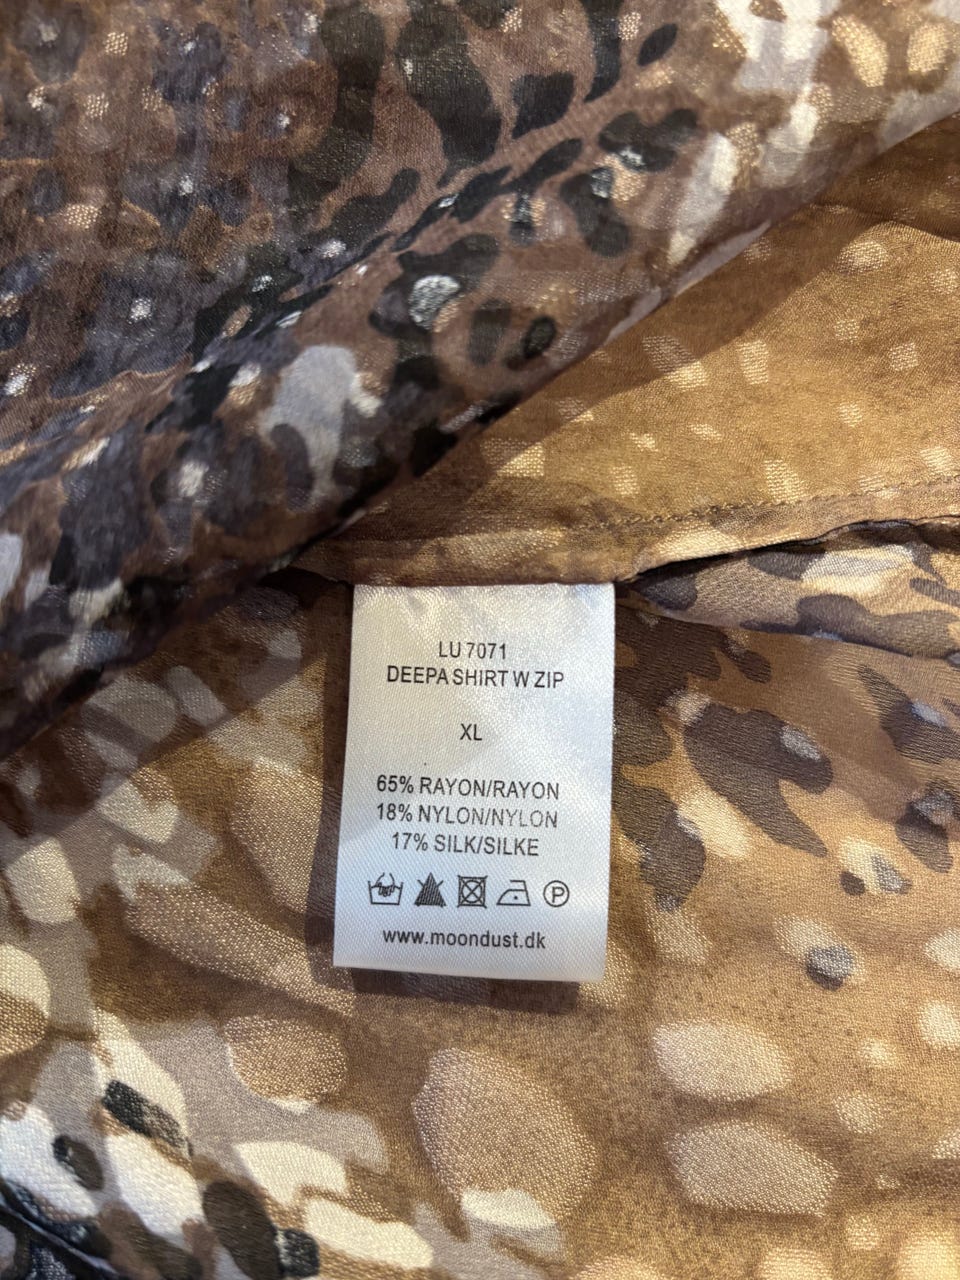 LU 7071
DEEPA SHIRT W ZIP
XL
65% RAYON/RAYON
18% NYLON/NYLON
17% SILK/SILKE
P
www.moondust.dk